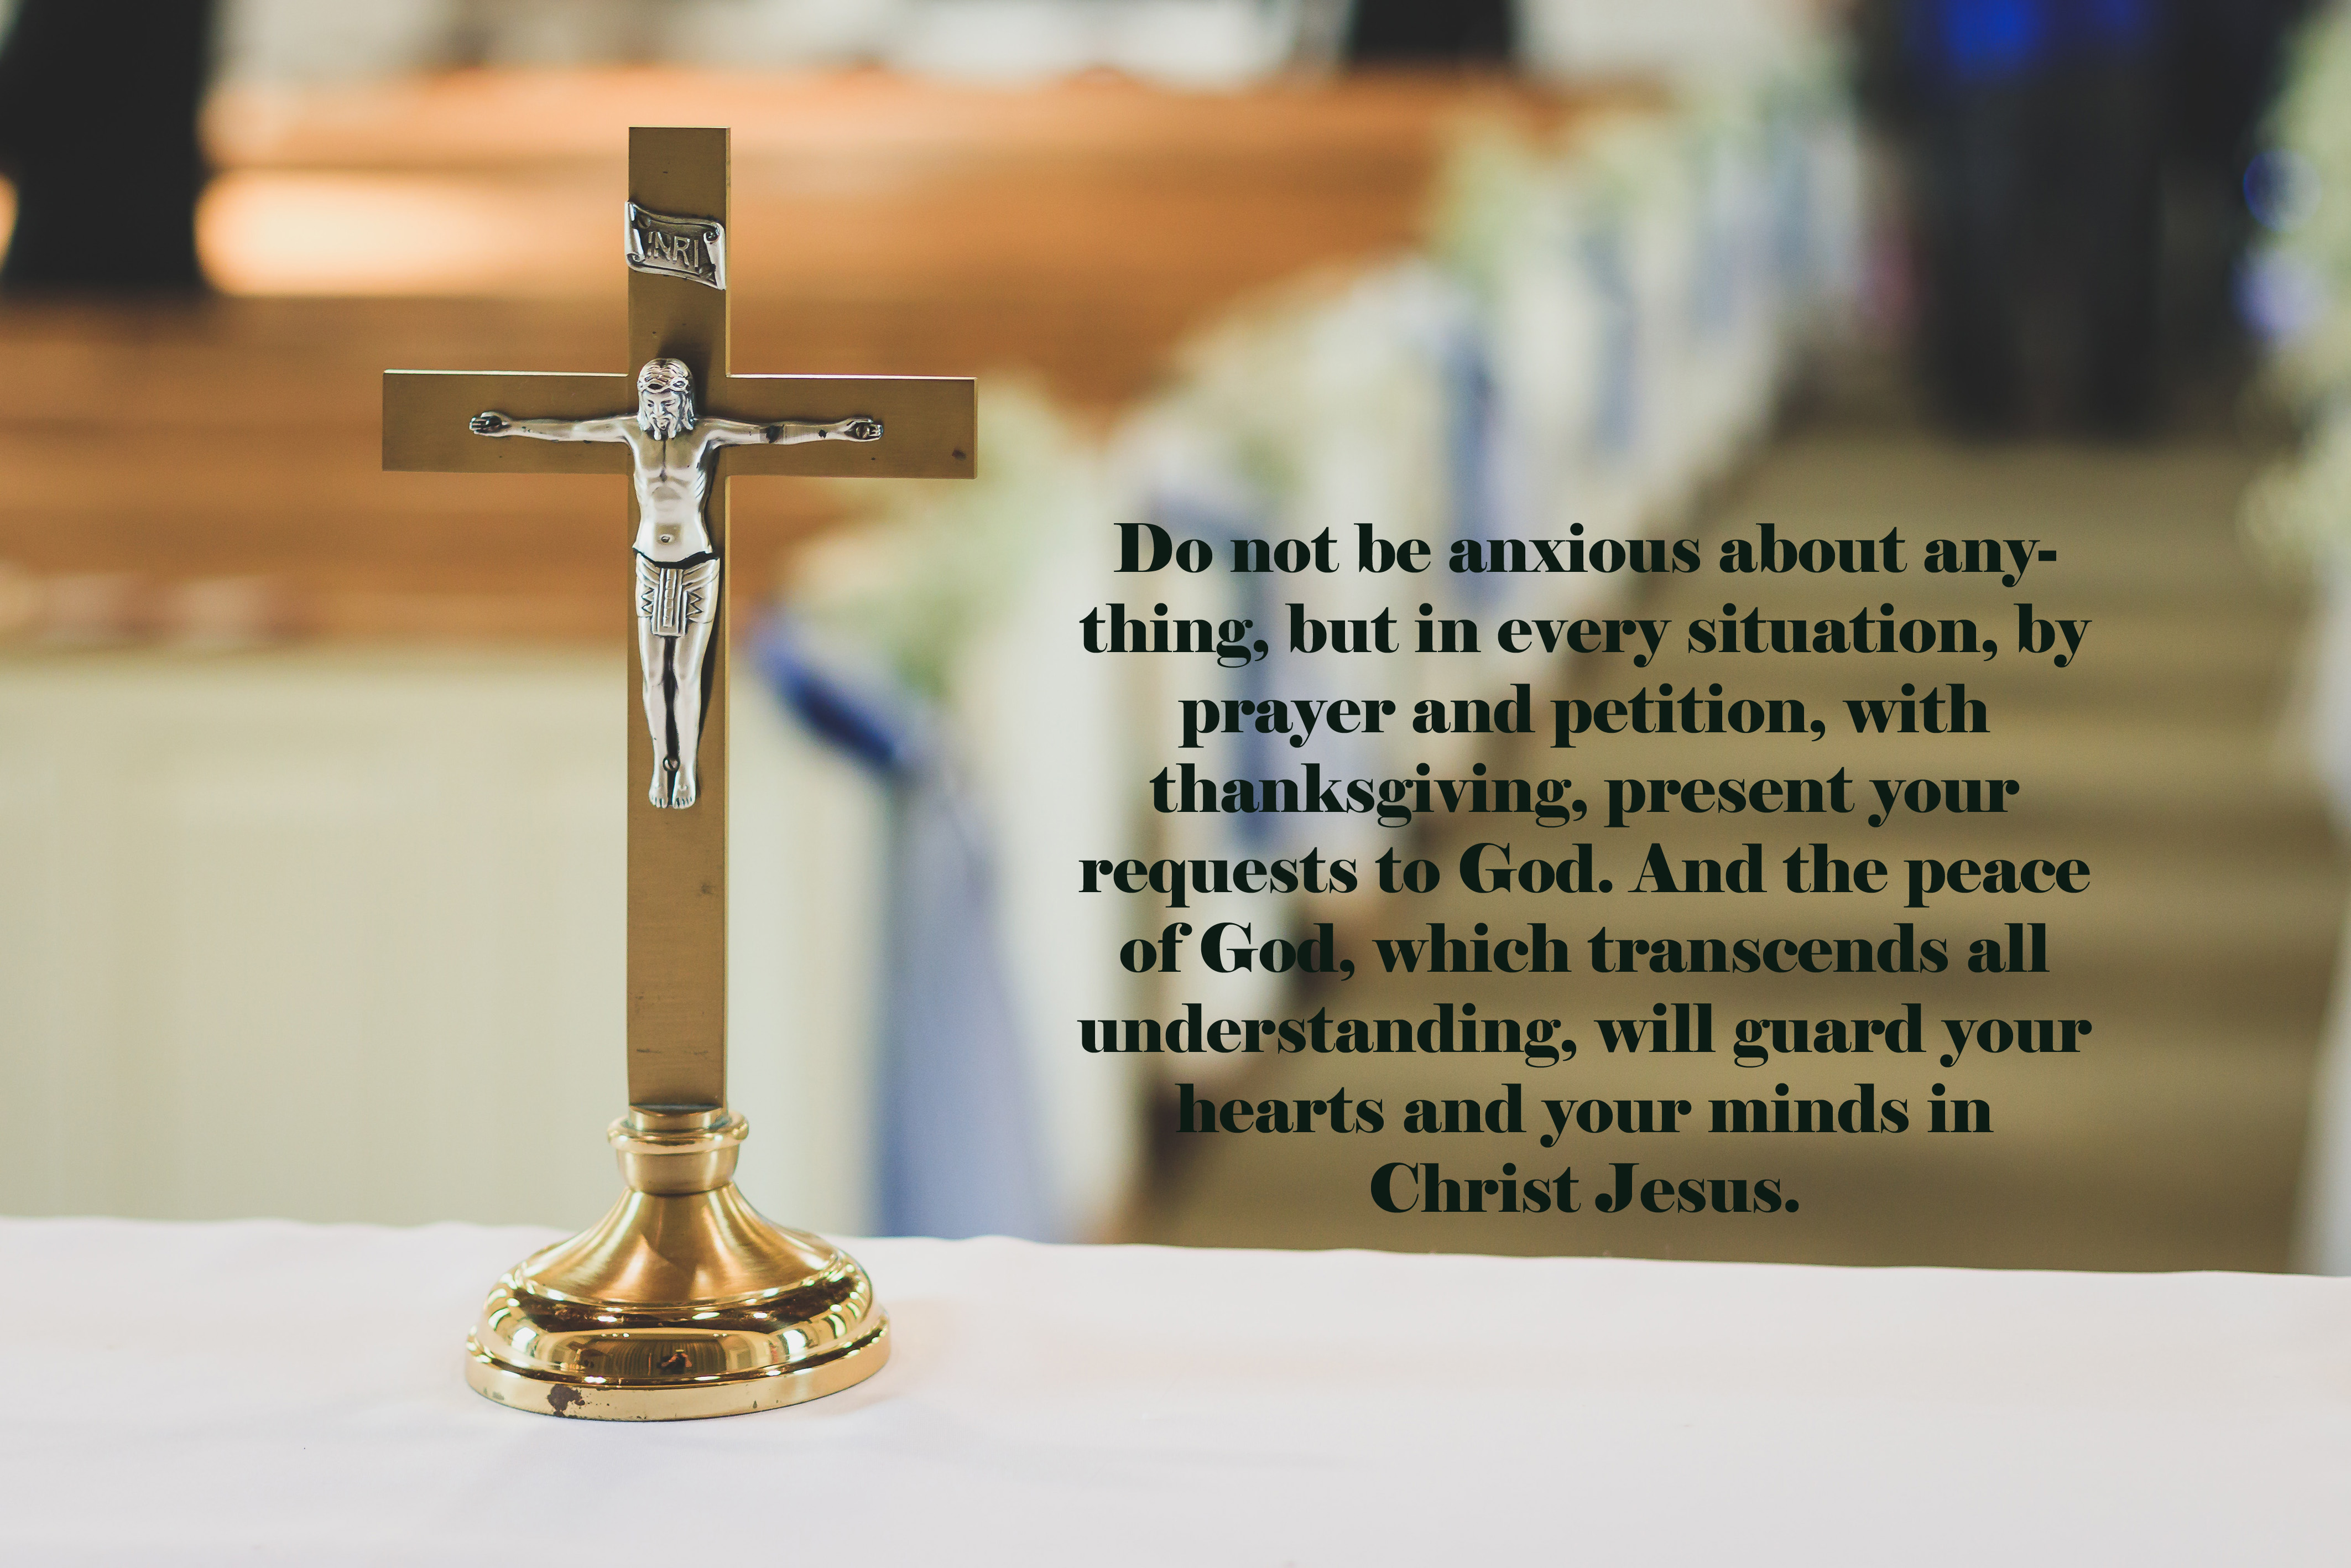 INRI
Do not be anxious about any-
thing, but in every situation, by
prayer and petition, with
thanksgiving, present your
requests to God. And the peace
of God, which transcends all
understanding, will guard your
hearts and your minds in
Christ Jesus.